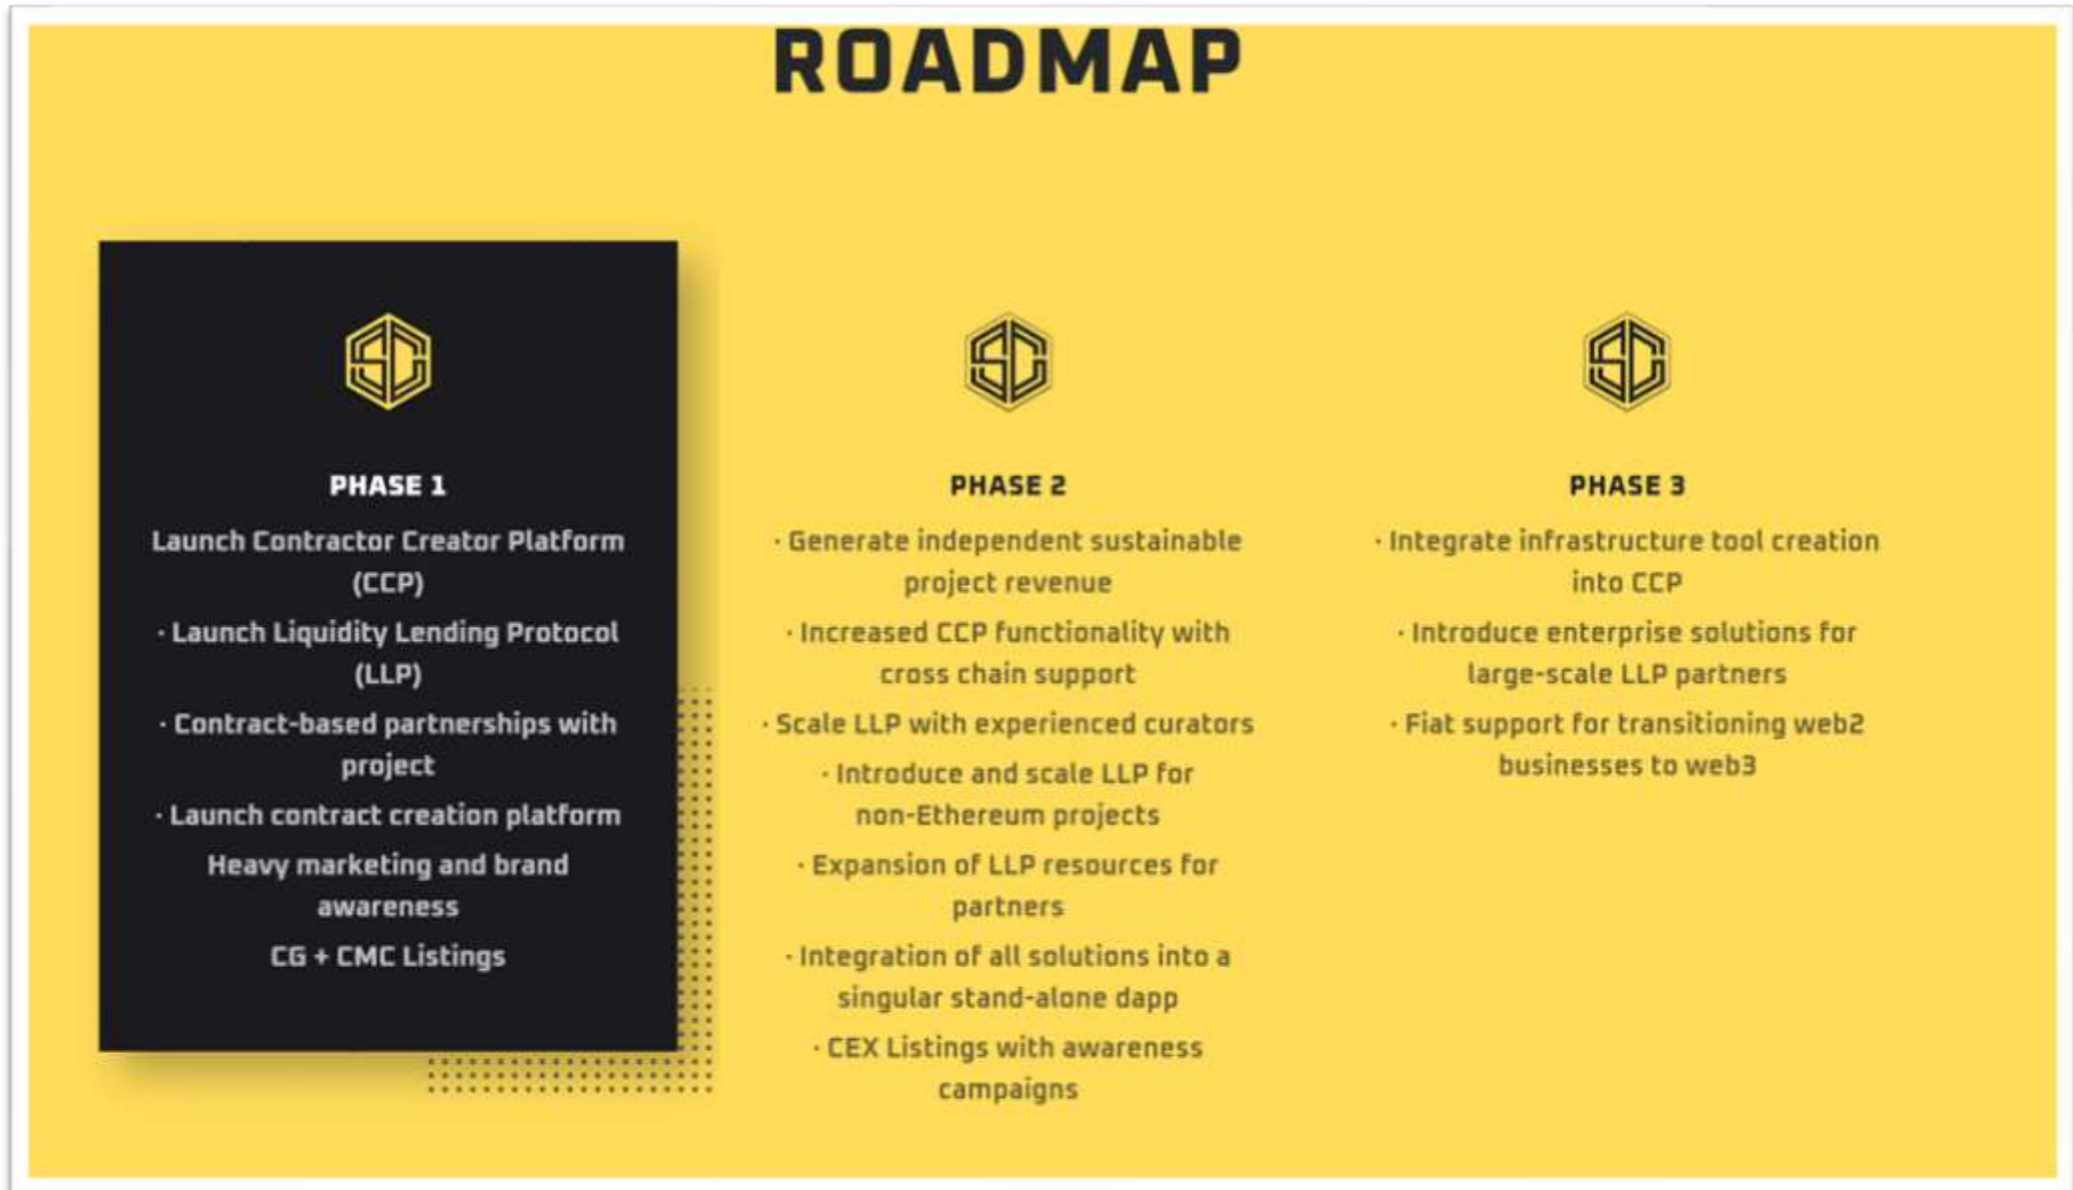 ROADMAP
SC
PHASE 1
Launch Contractor Creator Platform
(CCP)
· Launch Liquidity Lending Protocol
(LLP)
· Contract-based partnerships with
project
· Launch contract creation platform
Heavy marketing and brand
awareness
CG + CMC Listings
SC
PHASE 2
· Generate independent sustainable
project revenue
· Increased CCP functionality with
cross chain support
· Scale LLP with experienced curators
· Introduce and scale LLP for
non-Ethereum projects
· Expansion of LLP resources for
partners
· Integration of all solutions into a
singular stand-alone dapp
· CEX Listings with awareness
campaigns
SC
PHASE 3
· Integrate infrastructure tool creation
into CCP
· Introduce enterprise solutions for
large-scale LLP partners
· Fiat support for transitioning web2
businesses to web3